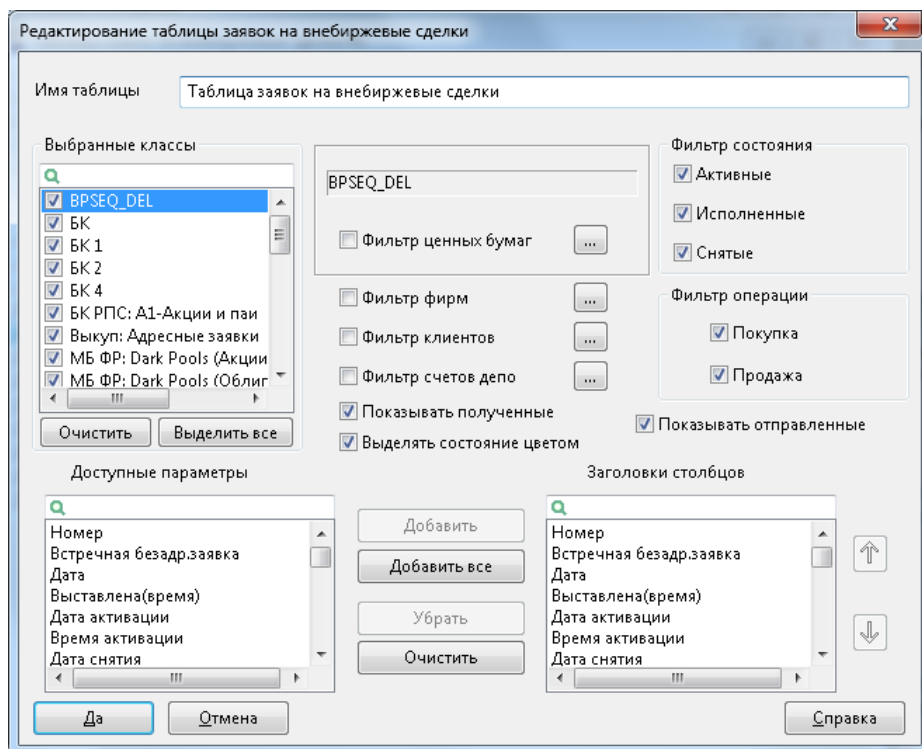 Редактирование таблицы заявок на внебиржевые сделки
Имя таблицы
Таблица заявок на внебиржевые сделки
Выбранные классы
BPSEQ_DEL
БК
БК 1
БК 2
БК 4
БК РПС: А1-Акции и паи
Выкуп: Адресные заявки
МБ ФР: Dark Pools (Акции
МБ ФР: Dark Pools (Облиг
Очистить
Выделить все
BPSEQ_DEL
Фильтр ценных бумаг
...
Фильтр фирм
...
Фильтр клиентов
...
Фильтр счетов депо
...
Показывать полученные
Выделять состояние цветом
Фильтр состояния
Активные
Исполненные
Снятые
Фильтр операции
Покупка
Продажа
Показывать отправленные
Доступные параметры
Номер
Встречная безадр.заявка
Дата
Выставлена(время)
Дата активации
Время активации
Дата снятия
Добавить
Добавить все
Убрать
Очистить
Заголовки столбцов
Номер
Встречная безадр.заявка
Дата
Выставлена(время)
Дата активации
Время активации
Дата снятия
Да
Отмена
Справка